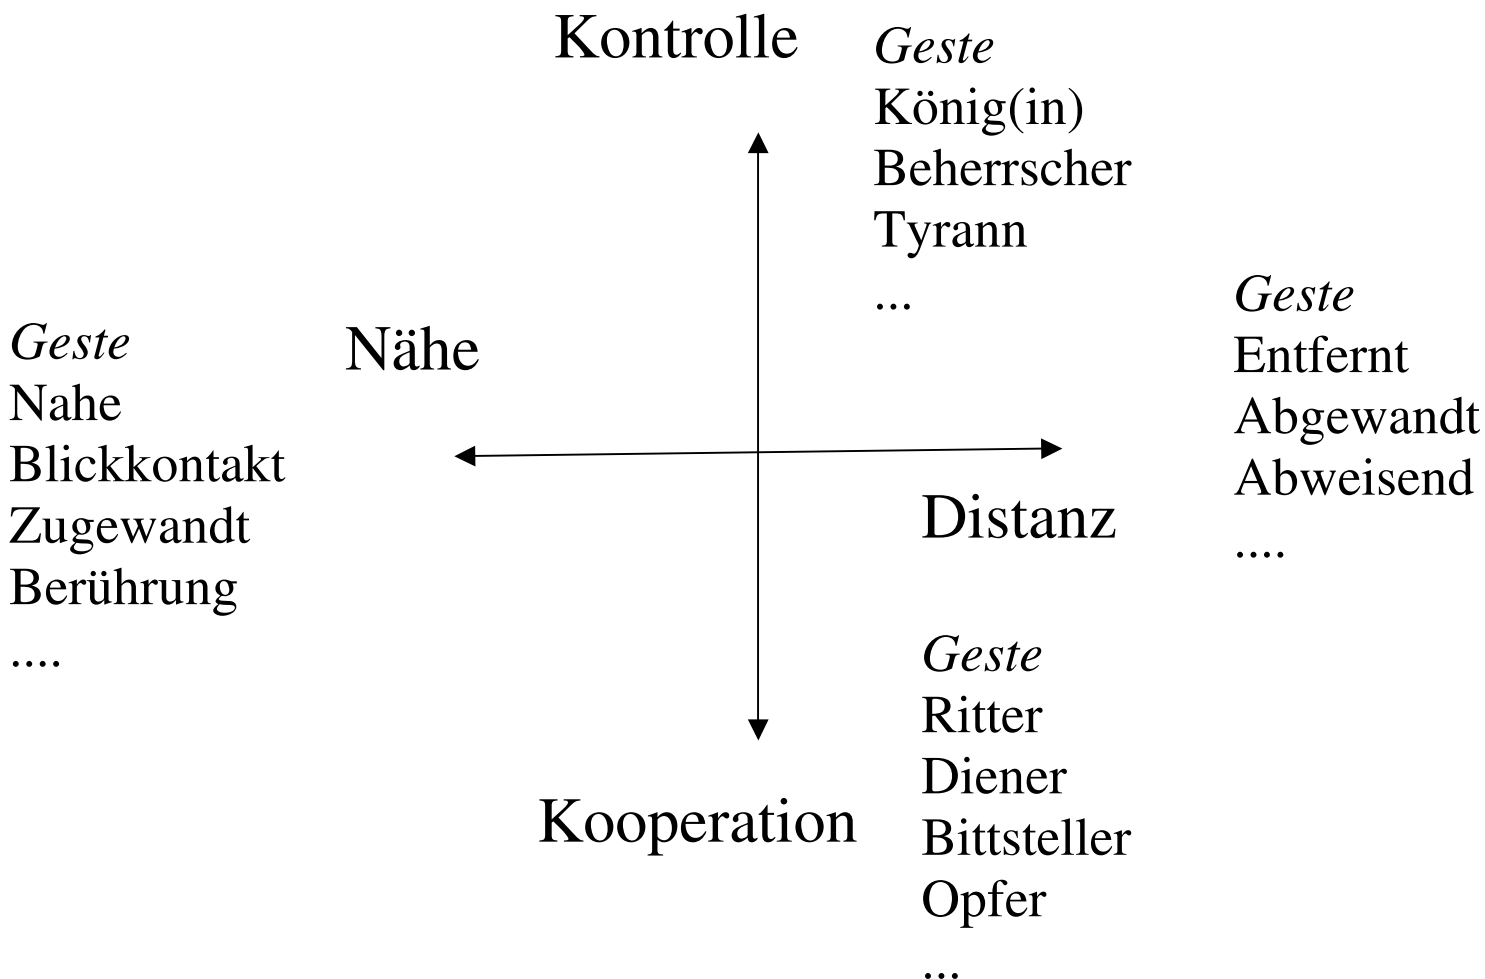 Kontrolle
Geste
König(in)
Beherrscher
Tyrann
...
Geste
Nahe
Blickkontakt
Zugewandt
Berührung
....
Nähe
Geste
Entfernt
Abgewandt
Abweisend
....
Distanz
Kooperation
Geste
Ritter
Diener
Bittsteller
Opfer
...